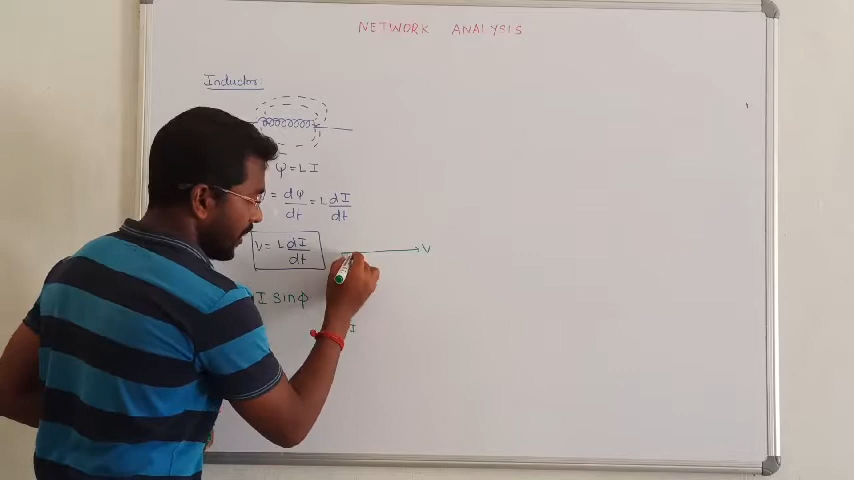 NETWORK ANALYSIS
Inductor:
φ = L I
= dφ/dt = L dI/dt
V = L dI/dt
V
I sinϕ
I